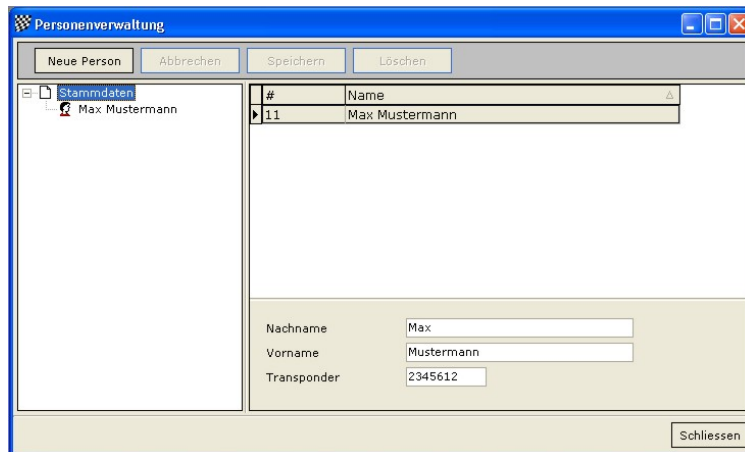 Personenverwaltung
Neue Person Abbrechen Speichern Löschen
Stammdaten
Max Mustermann
# Name
11 Max Mustermann
Nachname Max
Vorname Mustermann
Transponder 2345612
Schliessen